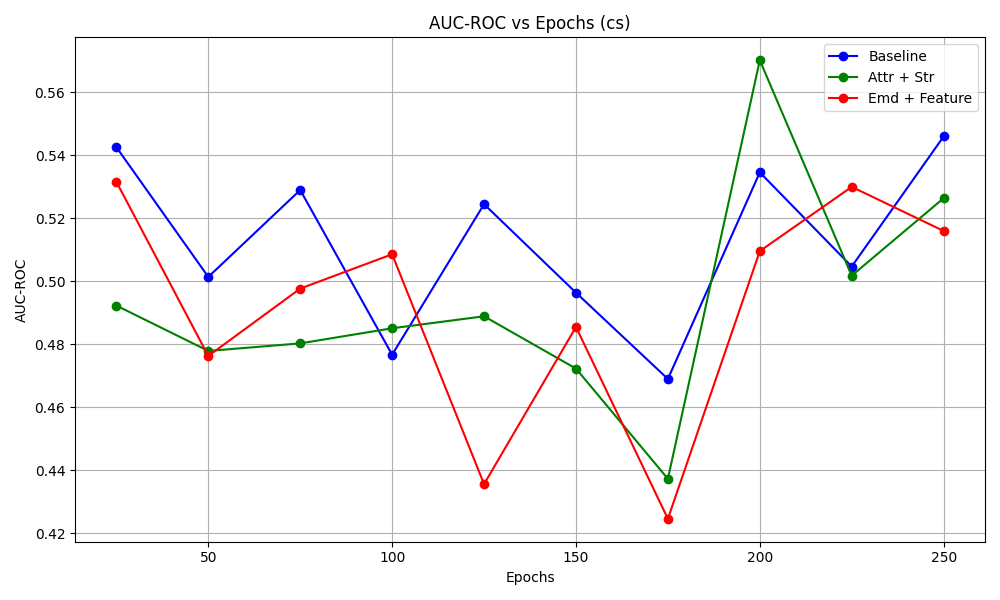 AUC-ROC vs Epochs (cs)
Baseline
Attr + Str
Emd + Feature
AUC-ROC
0.56
0.54
0.52
0.50
0.48
0.46
0.44
0.42
50
100
150
200
250
Epochs